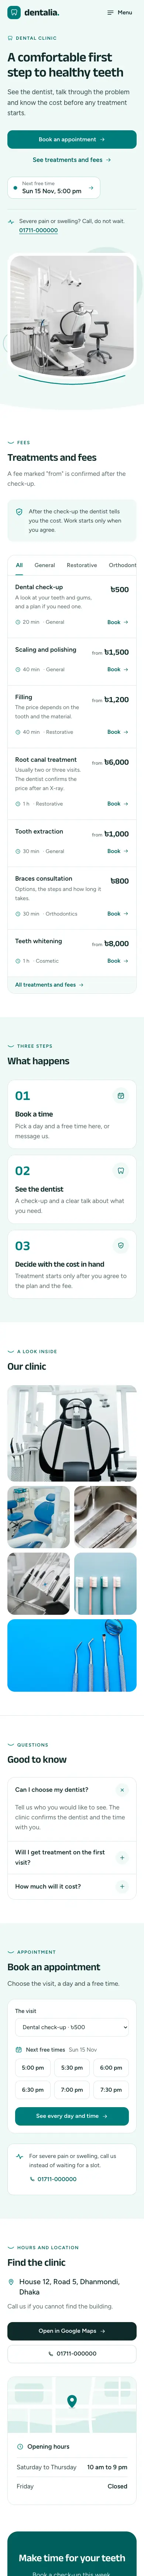 dentalia.
Menu
DENTAL CLINIC
A comfortable first
step to healthy teeth
See the dentist, talk through the problem
and know the cost before any treatment
starts.
Book an appointment →
See treatments and fees →
Next free time
Sun 15 Nov, 5:00 pm →
Severe pain or swelling? Call, do not wait.
01711-000000
FEES
Treatments and fees
A fee marked "from" is confirmed after the
check-up.
After the check-up the dentist tells
you the cost. Work starts only when
you agree.
All General Restorative Orthodont
Dental check-up ৳500
A look at your teeth and gums,
and a plan if you need one.
20 min · General Book →
Scaling and polishing from ৳1,500
40 min · General Book →
Filling from ৳1,200
The price depends on the
tooth and the material.
40 min · Restorative Book →
Root canal treatment from ৳6,000
Usually two or three visits.
The dentist confirms the
price after an X-ray.
1 h · Restorative Book →
Tooth extraction from ৳1,000
30 min · General Book →
Braces consultation ৳800
Options, the steps and how long it
takes.
30 min · Orthodontics Book →
Teeth whitening from ৳8,000
1 h · Cosmetic Book →
All treatments and fees →
THREE STEPS
What happens
01
Book a time
Pick a day and a free time here, or
message us.
02
See the dentist
A check-up and a clear talk about what
you need.
03
Decide with the cost in hand
Treatment starts only after you agree to
the plan and the fee.
A LOOK INSIDE
Our clinic
QUESTIONS
Good to know
Can I choose my dentist?
Tell us who you would like to see. The
clinic confirms the dentist and the time
with you.
Will I get treatment on the first
visit?
How much will it cost?
APPOINTMENT
Book an appointment
Choose the visit, a day and a free time.
The visit
Dental check-up · ৳500
Next free times Sun 15 Nov
5:00 pm 5:30 pm 6:00 pm
6:30 pm 7:00 pm 7:30 pm
See every day and time →
For severe pain or swelling, call us
instead of waiting for a slot.
01711-000000
HOURS AND LOCATION
Find the clinic
House 12, Road 5, Dhanmondi,
Dhaka
Call us if you cannot find the building.
Open in Google Maps →
01711-000000
Opening hours
Saturday to Thursday 10 am to 9 pm
Friday Closed
Make time for your teeth
Book a check-up this week.